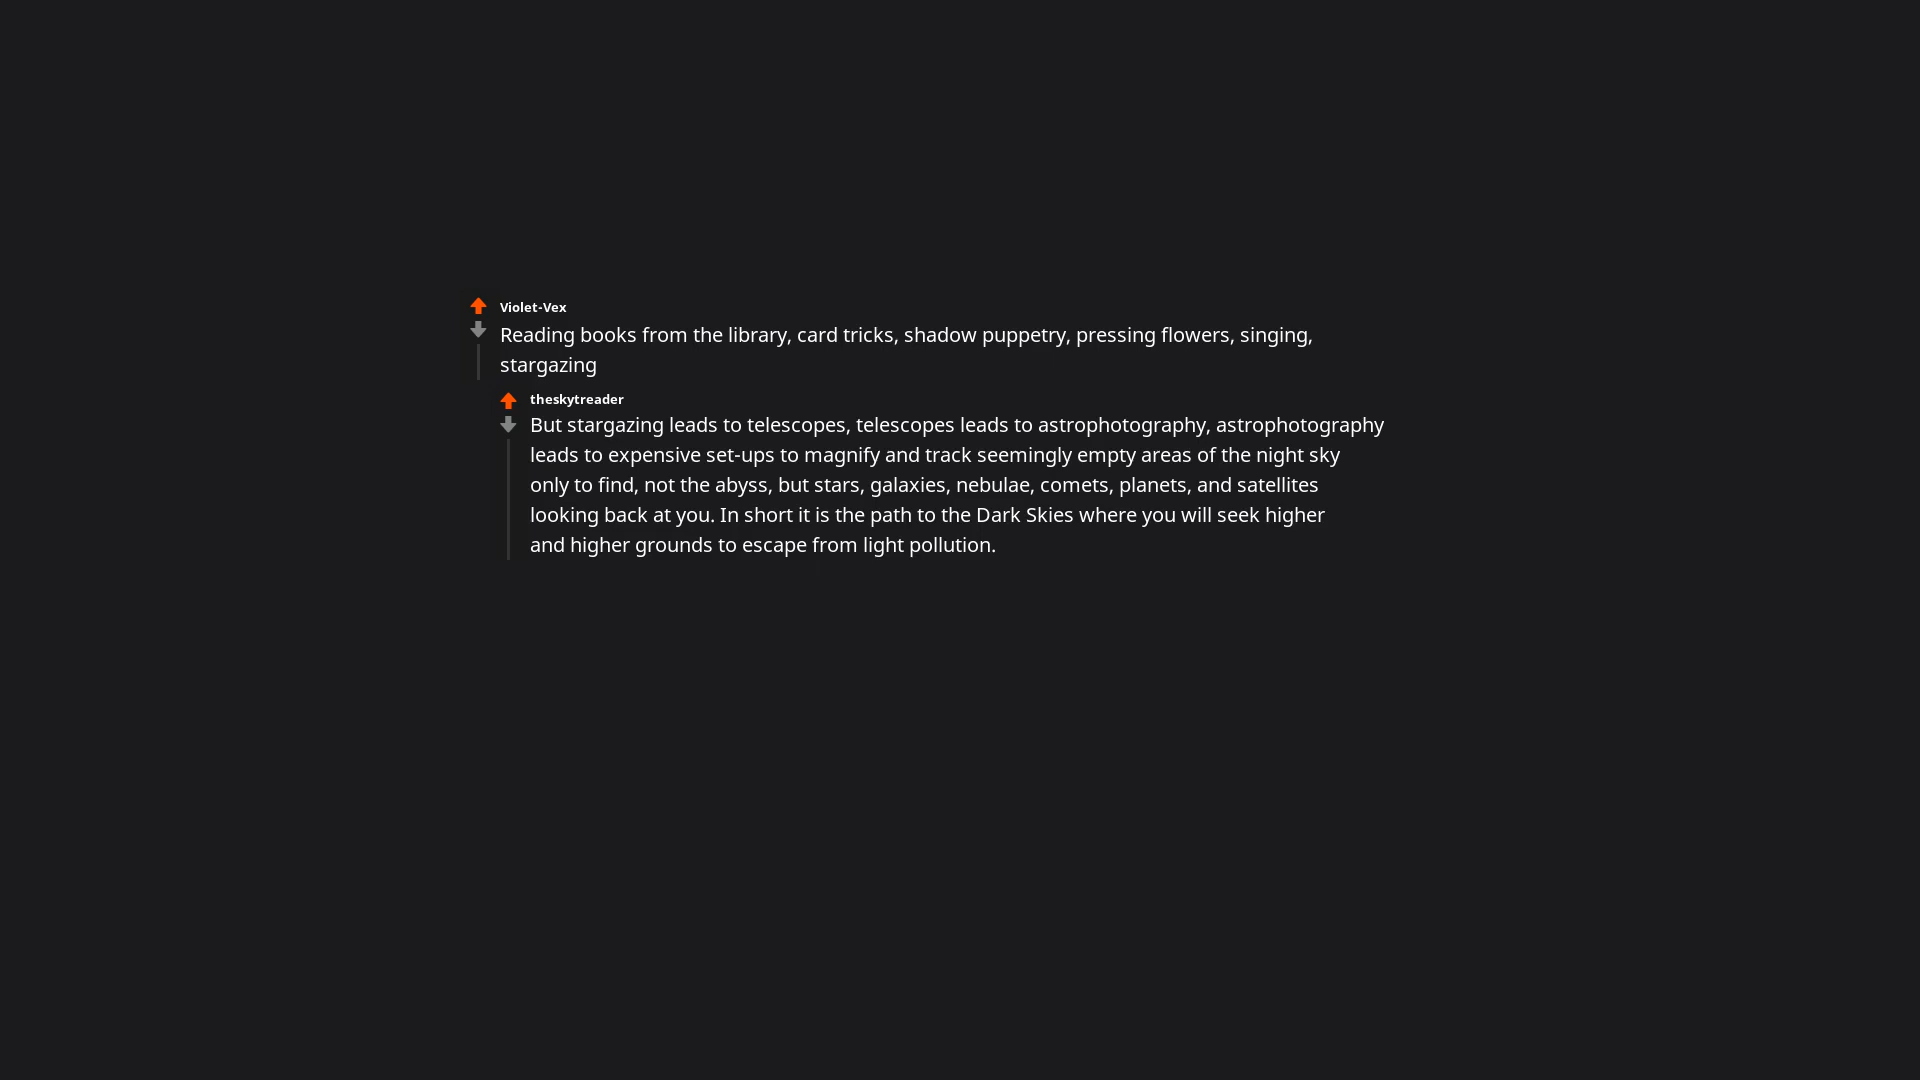 Violet-Vex
Reading books from the library, card tricks, shadow puppetry, pressing flowers, singing,
stargazing
theskytreader
But stargazing leads to telescopes, telescopes leads to astrophotography, astrophotography
leads to expensive set-ups to magnify and track seemingly empty areas of the night sky
only to find, not the abyss, but stars, galaxies, nebulae, comets, planets, and satellites
looking back at you. In short it is the path to the Dark Skies where you will seek higher
and higher grounds to escape from light pollution.